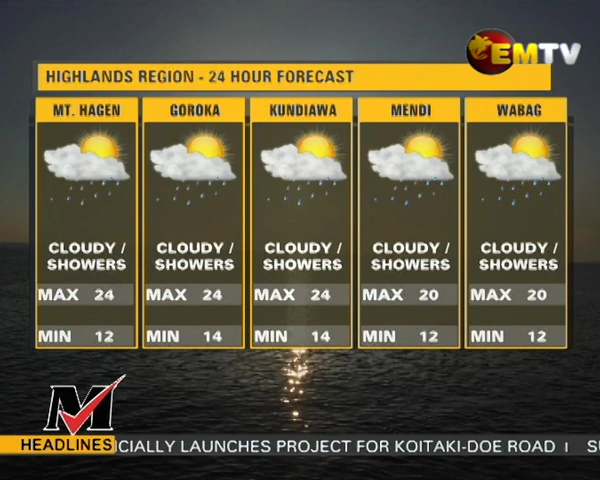 EMTV
HIGHLANDS REGION - 24 HOUR FORECAST
MT. HAGEN GOROKA KUNDIAWA MENDI WABAG
CLOUDY / CLOUDY / CLOUDY / CLOUDY / CLOUDY /
SHOWERS SHOWERS SHOWERS SHOWERS SHOWERS
MAX 24 MAX 24 MAX 24 MAX 20 MAX 20
MIN 12 MIN 14 MIN 14 MIN 12 MIN 12
M
HEADLINES CIALLY LAUNCHES PROJECT FOR KOITAKI-DOE ROAD I